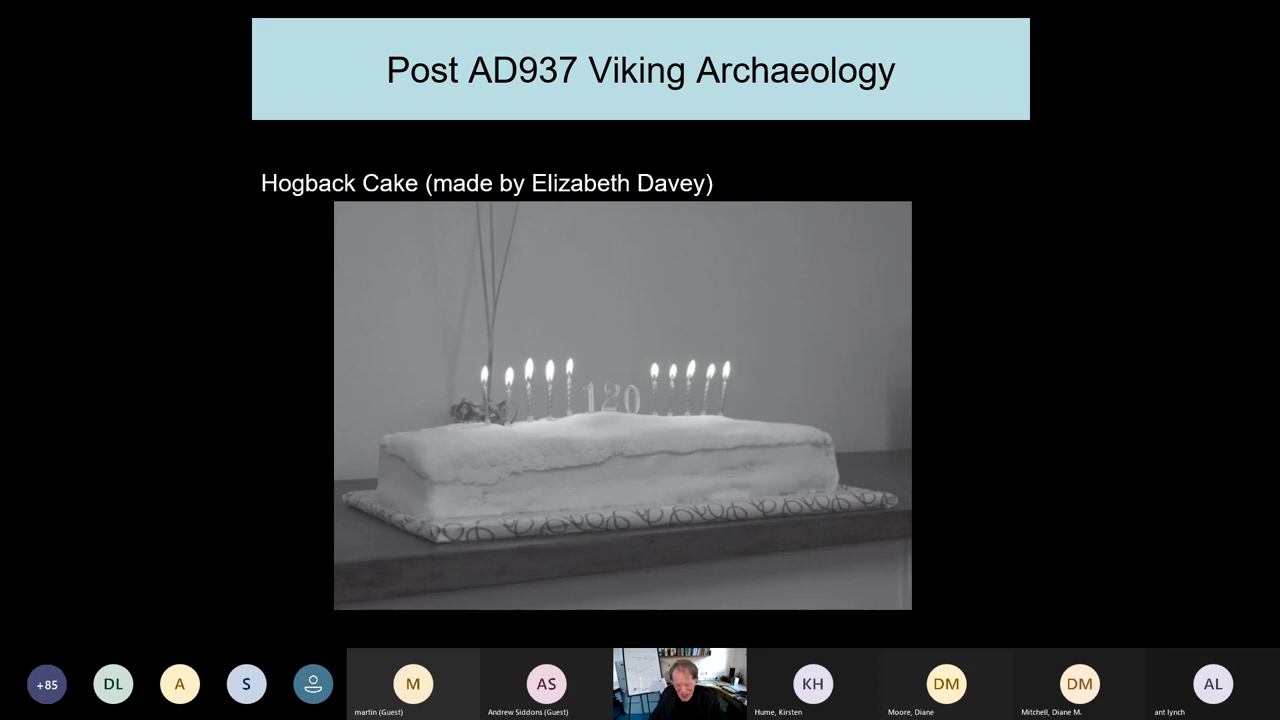 Post AD937 Viking Archaeology
Hogback Cake (made by Elizabeth Davey)
120
+85
DL
A
S
M
AS
KH
DM
DM
AL
martin (Guest)
Andrew Siddons (Guest)
Hume, Kirsten
Moore, Diane
Mitchell, Diane M.
ant lynch